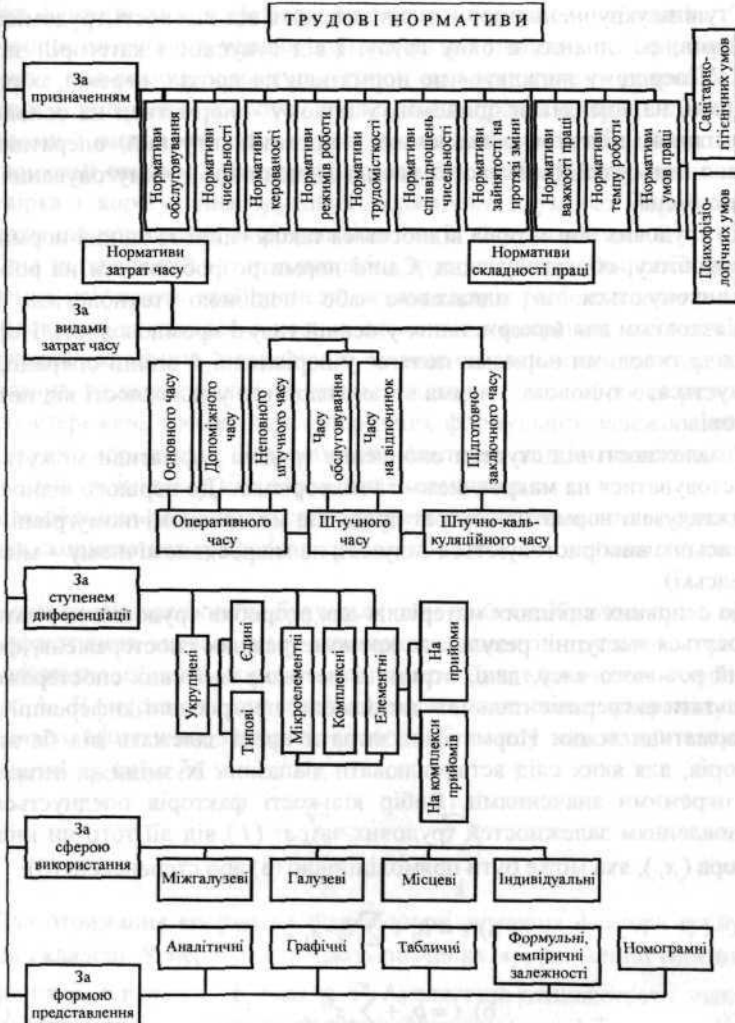 ТРУДОВІ НОРМАТИВИ
За
призначенням
Нормативи
обслуговування
Нормативи
чисельності
Нормативи
керованості
Нормативи
режимів роботи
Нормативи
трудомісткості
Нормативи
співвідношень
чисельності
Нормативи
зайнятості на
протязі зміни
Нормативи
важкості праці
Нормативи
темпу роботи
Нормативи
умов праці
Санітарно-
гігієнічних умов
Психофізіо-
логічних умов
Нормативи
затрат часу
Нормативи
складності праці
За
видами
затрат часу
Основного часу
Допоміжного
часу
Неповного
штучного часу
Часу
обслуговування
Часу
на відпочинок
Підготовчо-
заключного часу
Оперативного
часу
Штучного
часу
Штучно-каль-
куляційного часу
За
ступенем
диференціації
Укрупнені
Єдині
Типові
Мікроелементні
Комплексні
Елементні
На
прийоми
На комплекси
прийомів
За
сферою
використання
Міжгалузеві
Галузеві
Місцеві
Індивідуальні
Аналітичні
Графічні
Табличні
Формульні,
емпіричні
залежності
Номограмні
За
формою
представлення